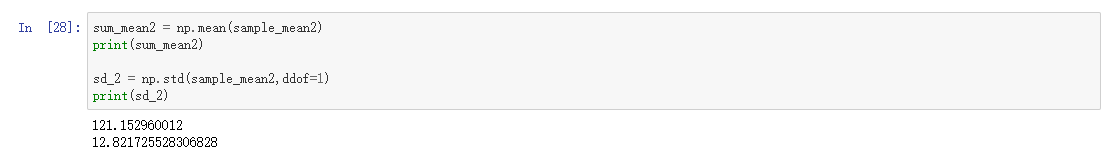 In [28]: sum_mean2 = np.mean(sample_mean2)
print(sum_mean2)
sd_2 = np.std(sample_mean2,ddof=1)
print(sd_2)
121.152960012
12.821725528306828